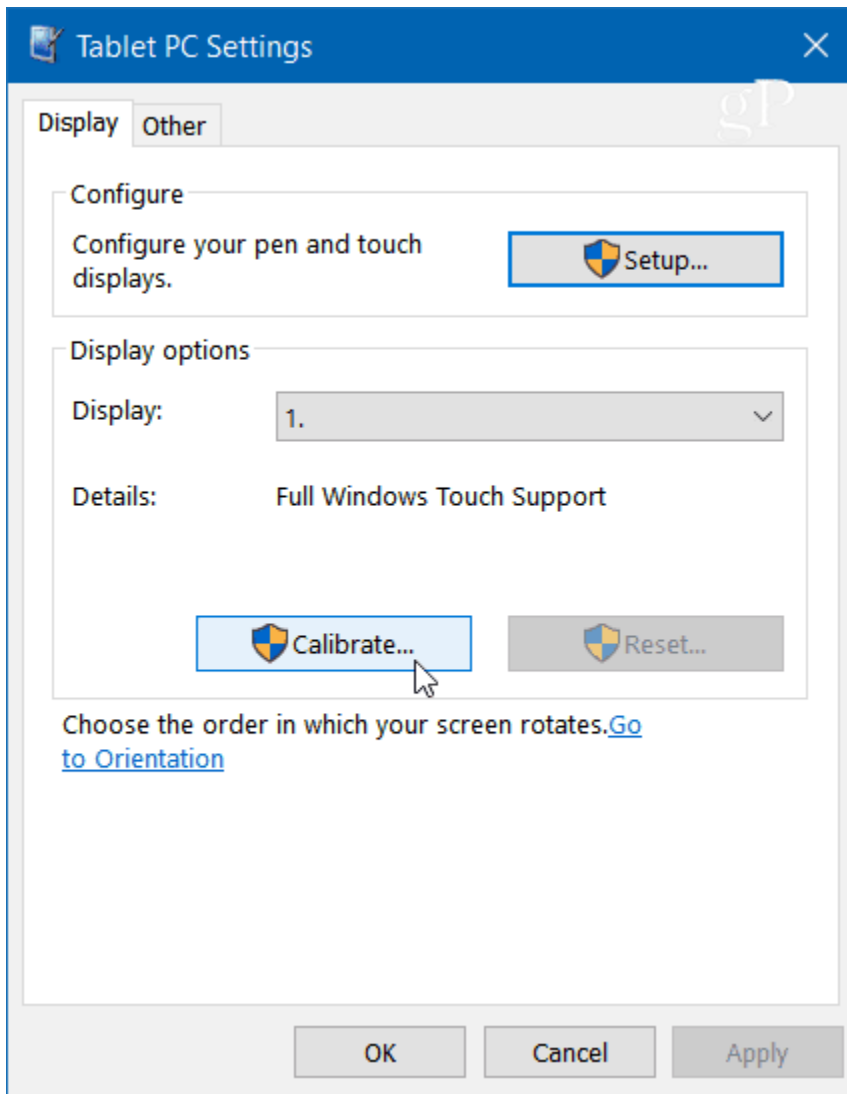 Tablet PC Settings
gP
Display
Other
Configure
Configure your pen and touch
displays.
Setup...
Display options
Display:
1.
Details:
Full Windows Touch Support
Calibrate...
Reset...
Choose the order in which your screen rotates.Go
to Orientation
OK
Cancel
Apply